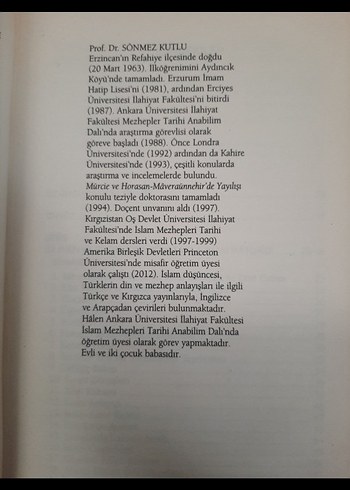 Prof. Dr. SÖNMEZ KUTLU
Erzincan'ın Refahiye ilçesinde doğdu
(20 Mart 1963). İlköğrenimini Aydıncık
Köyü'nde tamamladı. Erzurum İmam
Hatip Lisesi'ni (1981), ardından Erciyes
Üniversitesi İlahiyat Fakültesi'ni bitirdi
(1987). Ankara Üniversitesi İlahiyat
Fakültesi Mezhepler Tarihi Anabilim
Dalı'nda araştırma görevlisi olarak
göreve başladı (1988). Önce Londra
Üniversitesi'nde (1992) ardından da Kahire
Üniversitesi'nde (1993), çeşitli konularda
araştırma ve incelemelerde bulundu.
Mürcie ve Horasan-Mâveraünnehir'de Yayılışı
konulu teziyle doktorasını tamamladı
(1994). Doçent unvanını aldı (1997).
Kırgızistan Oş Devlet Üniversitesi İlahiyat
Fakültesi'nde İslam Mezhepleri Tarihi
ve Kelam dersleri verdi (1997-1999)
Amerika Birleşik Devletleri Princeton
Üniversitesi'nde misafir öğretim üyesi
olarak çalıştı (2012). İslam düşüncesi,
Türklerin din ve mezhep anlayışları ile ilgili
Türkçe ve Kırgızca yayınlarıyla, İngilizce
ve Arapçadan çevirileri bulunmaktadır.
Hâlen Ankara Üniversitesi İlahiyat Fakültesi
İslam Mezhepleri Tarihi Anabilim Dalı'nda
öğretim üyesi olarak görev yapmaktadır.
Evli ve iki çocuk babasıdır.